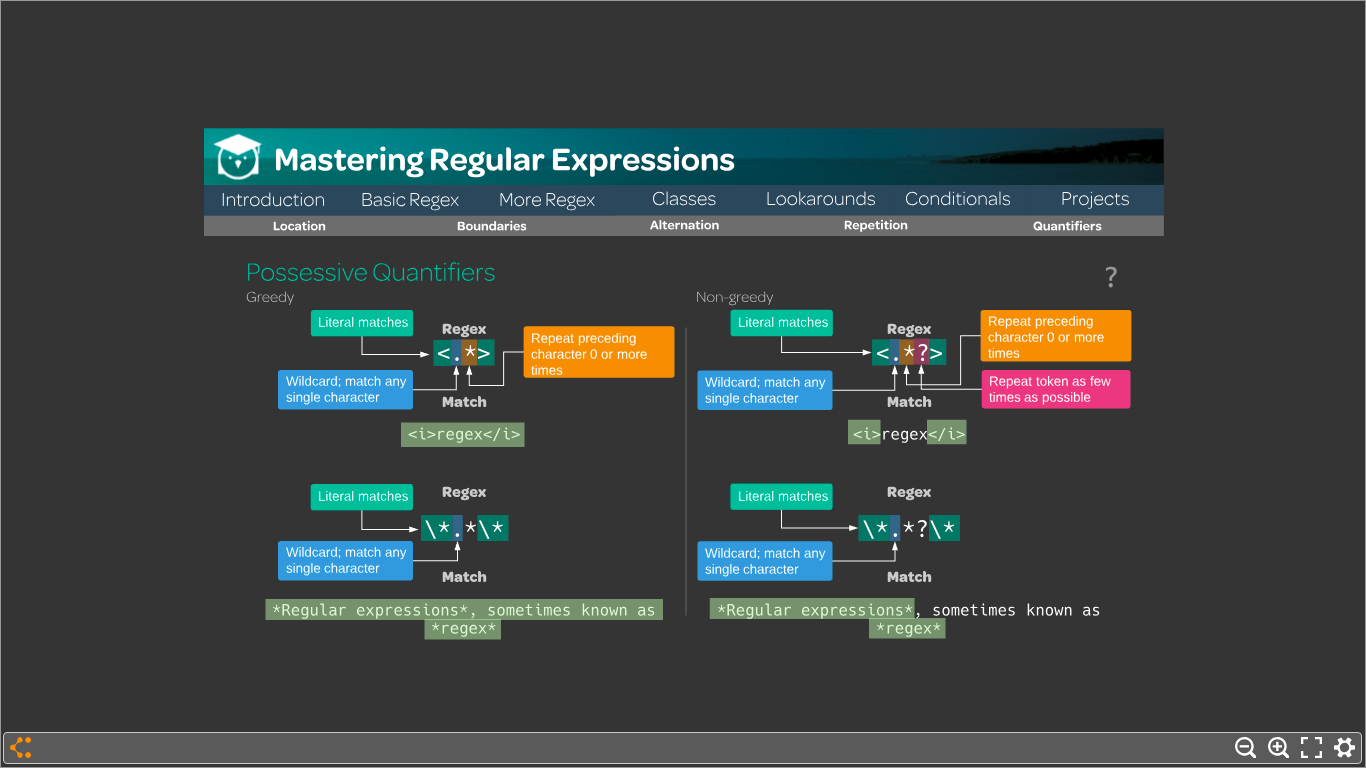 Mastering Regular Expressions
Introduction Basic Regex More Regex Classes Lookarounds Conditionals Projects
Location Boundaries Alternation Repetition Quantifiers
Possessive Quantifiers
?
Greedy
Literal matches
Regex
<.*>
Repeat preceding
character 0 or more
times
Wildcard; match any
single character
Match
<i>regex</i>
Literal matches
Regex
\*.*\*
Wildcard; match any
single character
Match
*Regular expressions*, sometimes known as
*regex*
Non-greedy
Literal matches
Regex
<.*?>
Repeat preceding
character 0 or more
times
Wildcard; match any
single character
Repeat token as few
times as possible
Match
<i>regex</i>
Literal matches
Regex
\*.*?\*
Wildcard; match any
single character
Match
*Regular expressions*, sometimes known as
*regex*